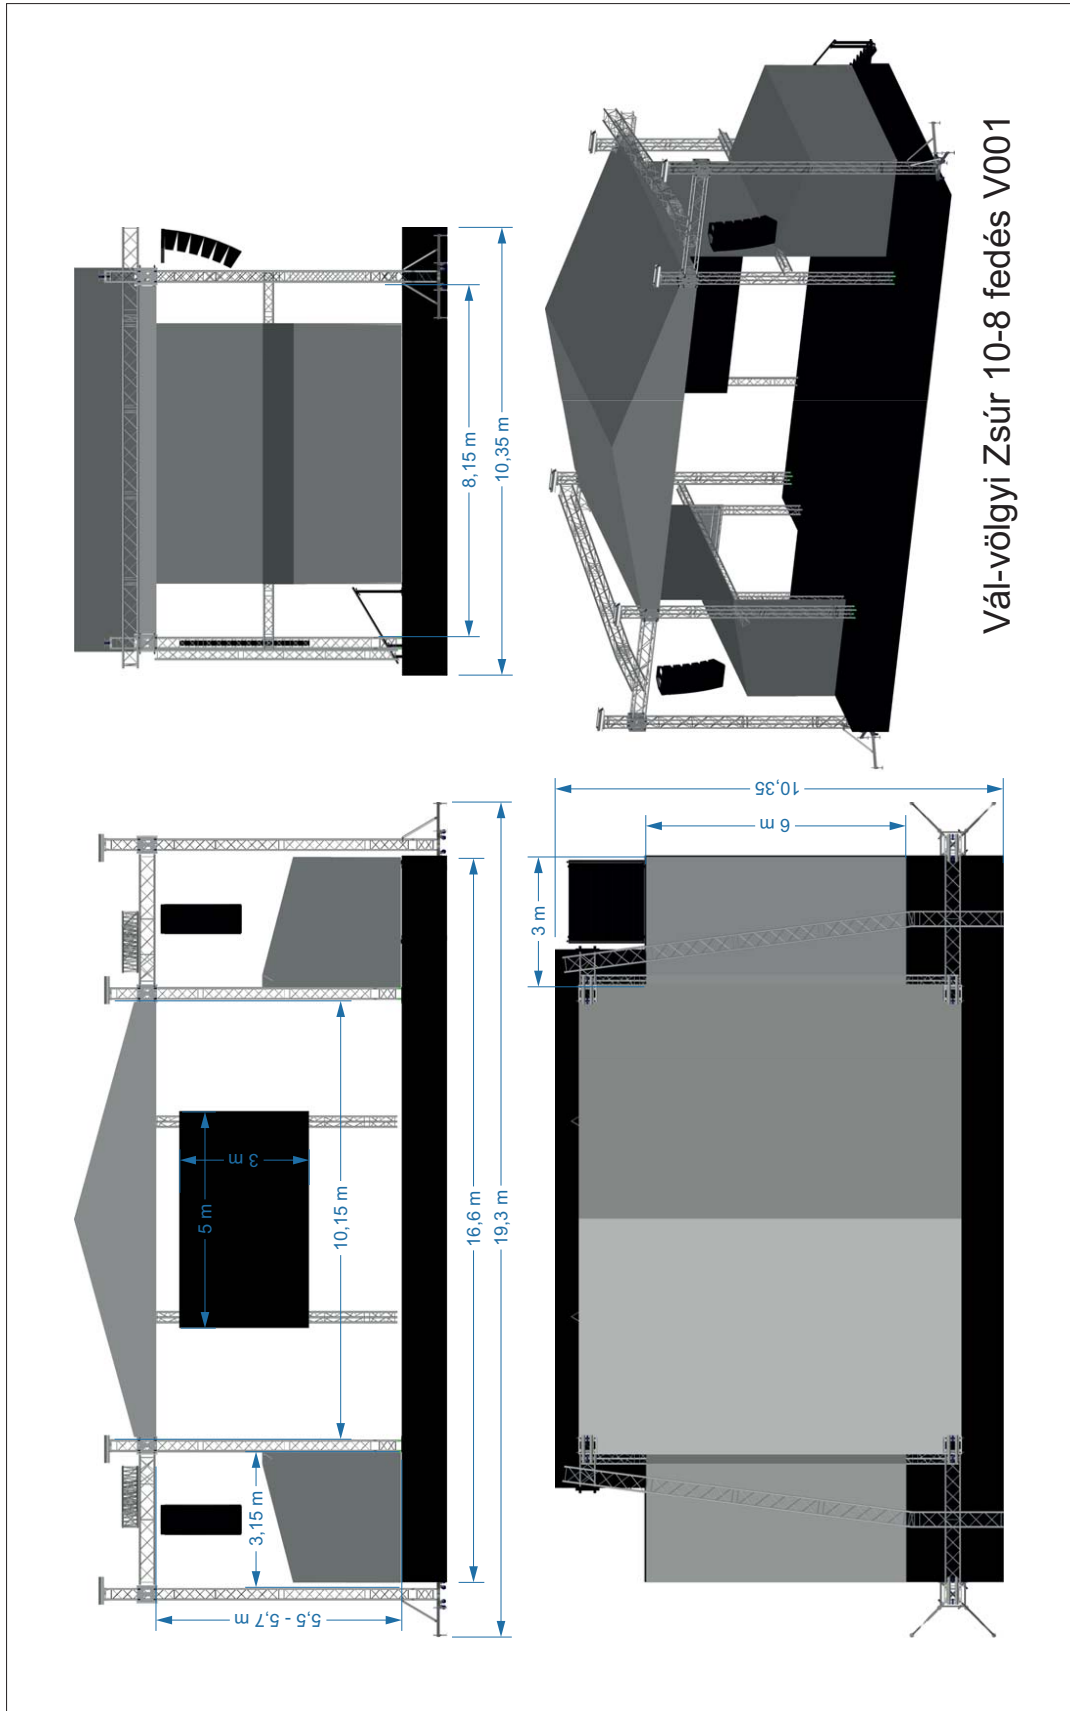 5,5 - 5,7 m
3,15 m
5 m
3 m
10,15 m
16,6 m
19,3 m
8,15 m
10,35 m
3 m
6 m
10,35
Vál-völgyi Zsúr 10-8 fedés V001